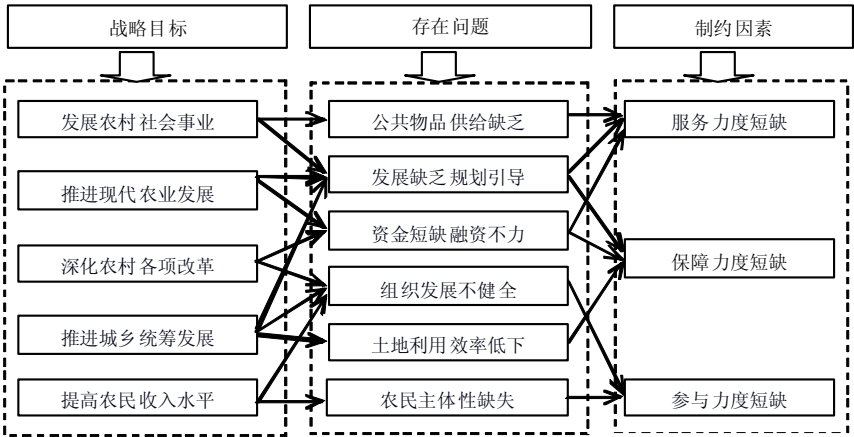 战略目标
存在问题
制约因素
发展农村社会事业
推进现代农业发展
深化农村各项改革
推进城乡统筹发展
提高农民收入水平
公共物品供给缺乏
发展缺乏规划引导
资金短缺融资不力
组织发展不健全
土地利用效率低下
农民主体性缺失
服务力度短缺
保障力度短缺
参与力度短缺